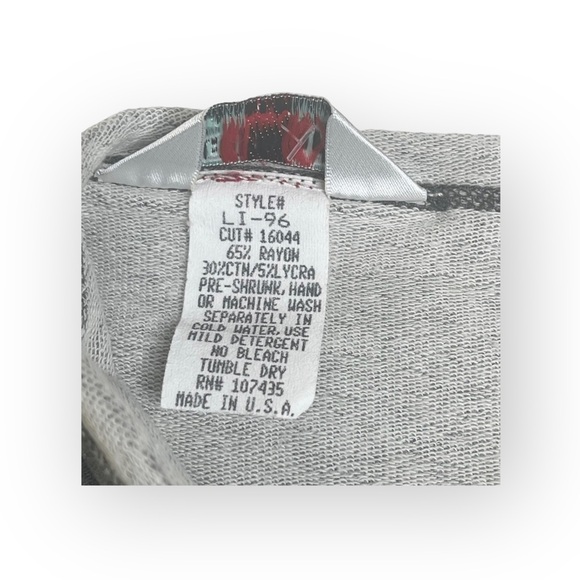 STYLE#
LI-96
CUT# 16044
65% RAYON
30%CTN/5%LYCRA
PRE-SHRUNK, HAND
OR MACHINE WASH
SEPARATELY IN
COLD WATER, USE
MILD DETERGENT
NO BLEACH
TUMBLE DRY
RN# 107435
MADE IN U.S.A.